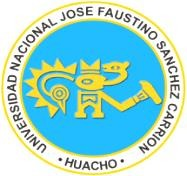 UNIVERSIDAD NACIONAL JOSE FAUSTINO SANCHEZ CARRION
· HUACHO ·